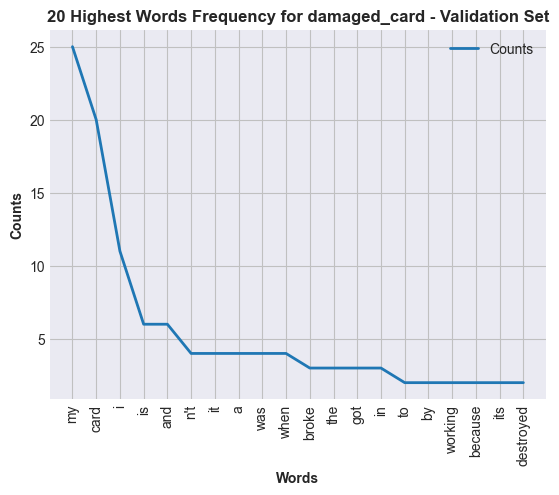 20 Highest Words Frequency for damaged_card - Validation Set
Counts
25
20
15
10
5
Counts
my
card
i
is
and
n't
it
a
was
when
broke
the
got
in
to
by
working
because
its
destroyed
Words